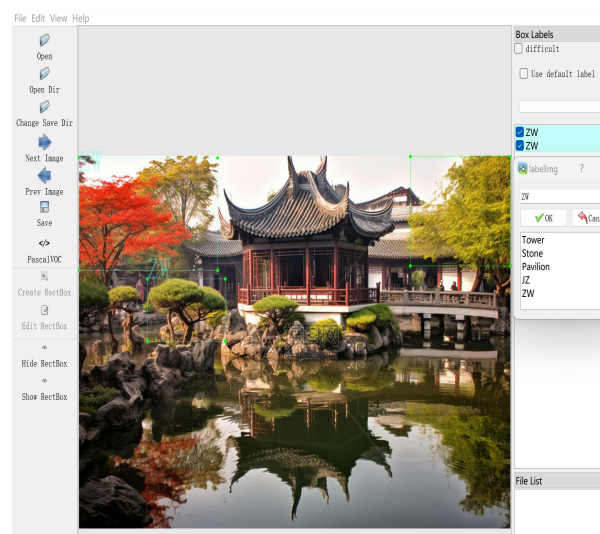 File Edit View Help
Open
Open Dir
Change Save Dir
Next Image
Prev Image
Save
</>
PascalVOC
Create RectBox
Edit RectBox
Hide RectBox
Show RectBox
Box Labels
difficult
Use default label
ZW
ZW
labelImg ?
ZW
OK Can
Tower
Stone
Pavilion
JZ
ZW
File List